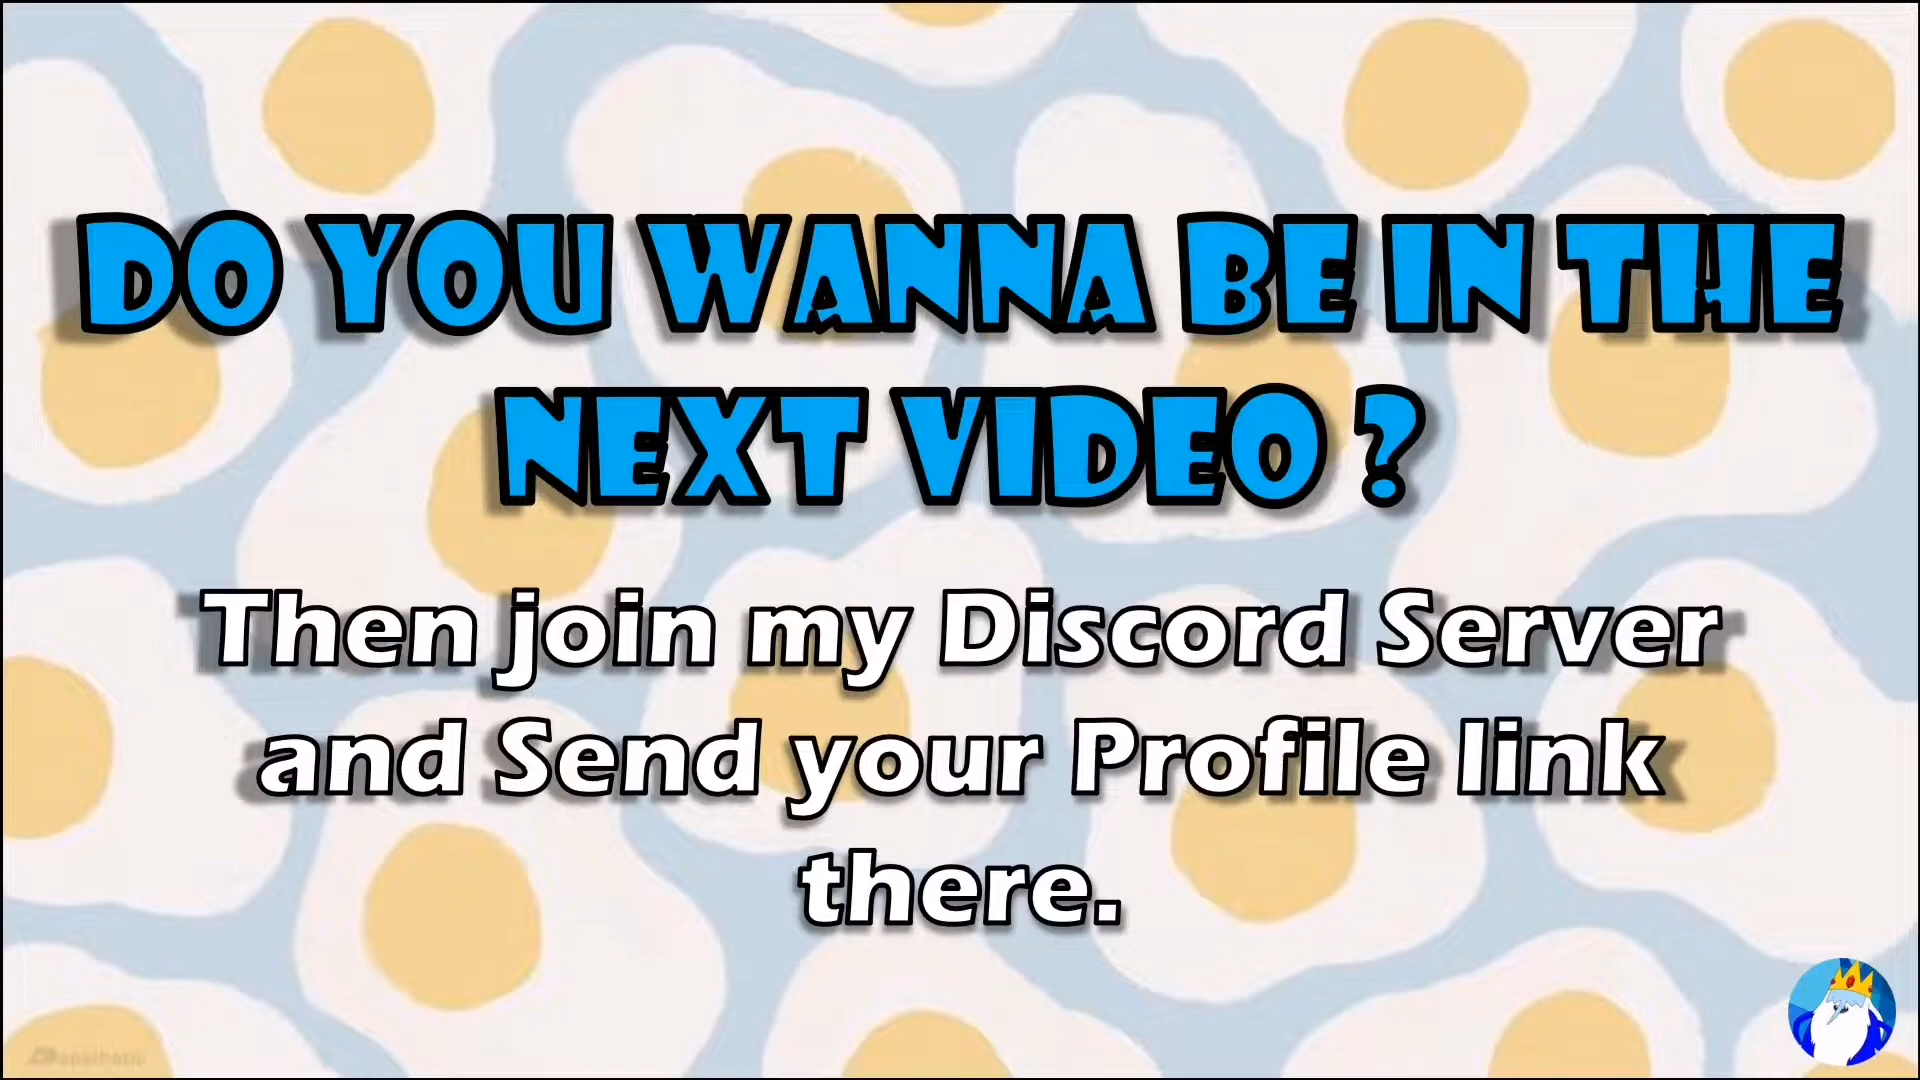 DO YOU WANNA BE IN THE
NEXT VIDEO ?
Then join my Discord Server
and Send your Profile link
there.